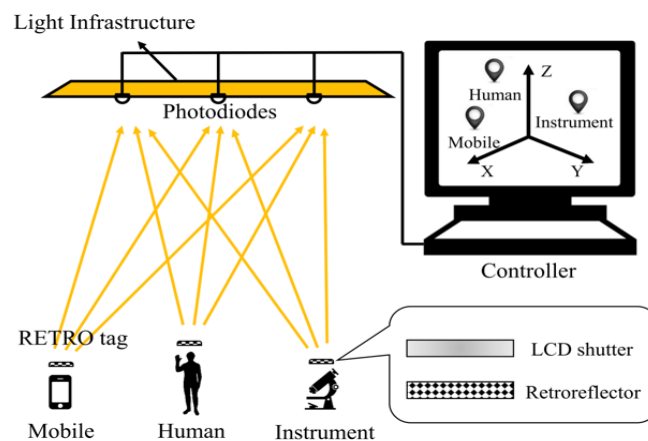 Light Infrastructure
Photodiodes
Z
Human
Instrument
Mobile
X
Y
Controller
RETRO tag
LCD shutter
Retroreflector
Mobile
Human
Instrument